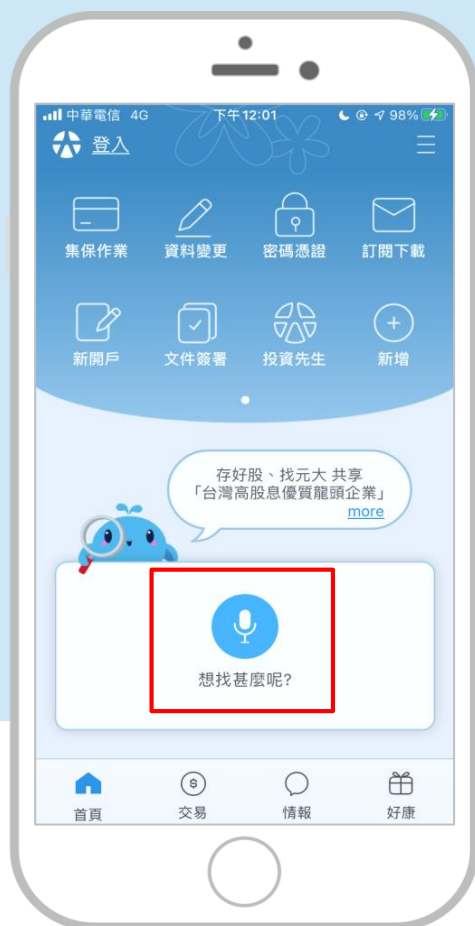 中華電信 4G 下午12:01 98%
登入
集保作業 資料變更 密碼憑證 訂閱下載
新開戶 文件簽署 投資先生 新增
存好股、找元大 共享
「台灣高股息優質龍頭企業」
more
想找甚麼呢?
首頁 交易 情報 好康